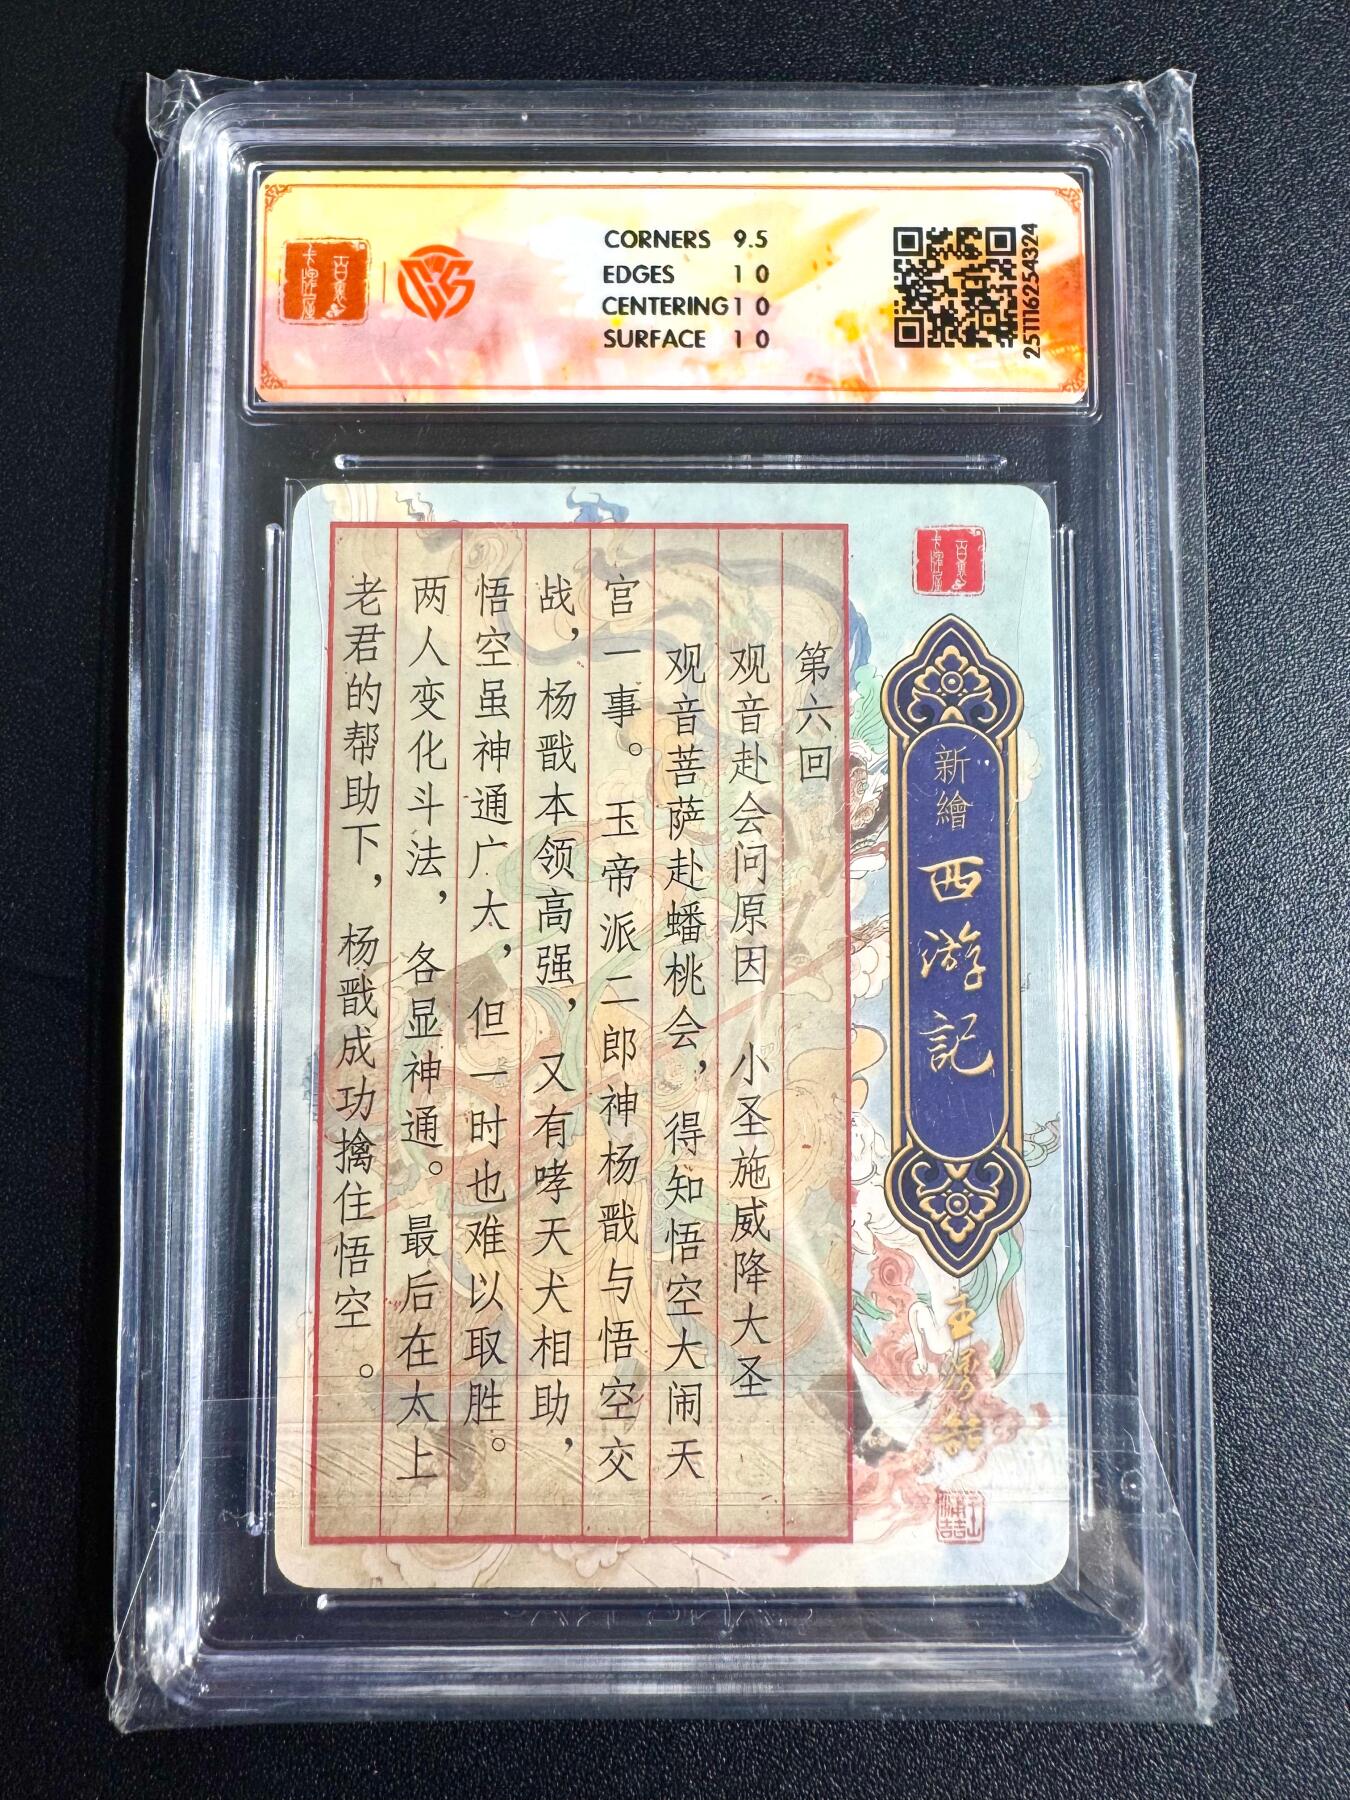 CORNERS 9.5
EDGES 10
CENTERING 10
SURFACE 10
2511116254324
新繪
西游記
第六回
观音赴会问原因 小圣施威降大圣
观音菩萨赴蟠桃会，得知悟空大闹天
宫一事。玉帝派二郎神杨戬与悟空交
战，杨戬本领高强，又有哮天犬相助，
悟空虽神通广太，但一时也难以取胜。
两人变化斗法，各显神通。最后在太上
老君的帮助下，杨戬成功擒住悟空。